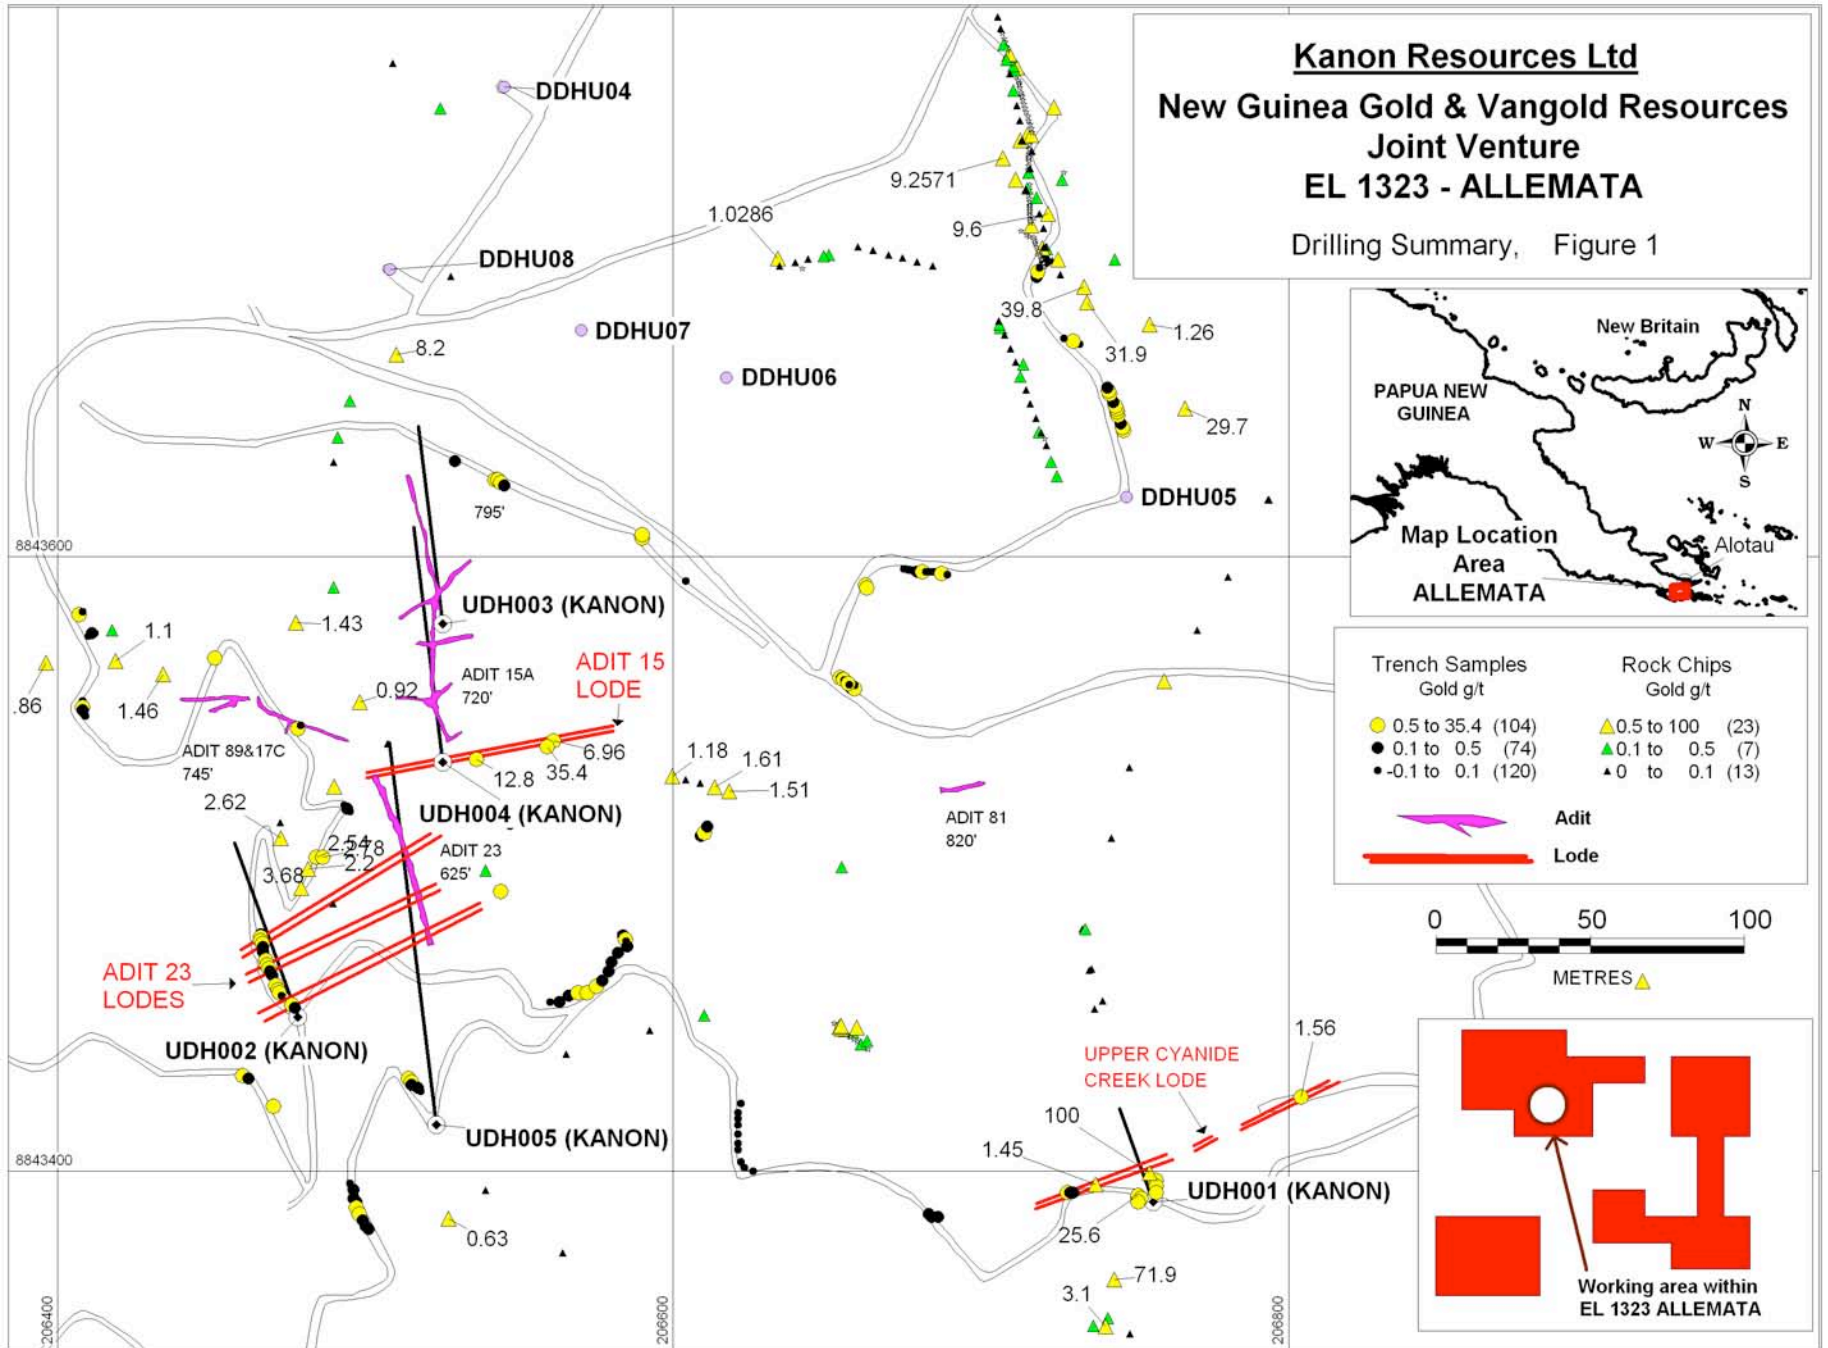 Kanon Resources Ltd
New Guinea Gold & Vangold Resources
Joint Venture
EL 1323 - ALLEMATA
Drilling Summary, Figure 1
DDHU04
DDHU08
DDHU07
DDHU06
DDHU05
9.2571
1.0286
9.6
39.8
31.9
1.26
29.7
8.2
795'
8843600
UDH003 (KANON)
1.43
1.1
.86
1.46
0.92
ADIT 15A
720'
ADIT 15
LODE
ADIT 89&17C
745'
6.96
35.4
12.8
1.18
1.61
1.51
UDH004 (KANON)
2.62
2.54
2.2
3.68
ADIT 23
625'
ADIT 81
820'
ADIT 23
LODES
UDH002 (KANON)
UDH005 (KANON)
8843400
0.63
UPPER CYANIDE
CREEK LODE
1.56
100
1.45
UDH001 (KANON)
25.6
71.9
3.1
206400
206600
206800
New Britain
PAPUA NEW
GUINEA
N
W
E
S
Map Location
Area
ALLEMATA
Alotau
Trench Samples
Gold g/t
0.5 to 35.4 (104)
0.1 to 0.5 (74)
-0.1 to 0.1 (120)
Rock Chips
Gold g/t
0.5 to 100 (23)
0.1 to 0.5 (7)
0 to 0.1 (13)
Adit
Lode
0 50 100
METRES
Working area within
EL 1323 ALLEMATA